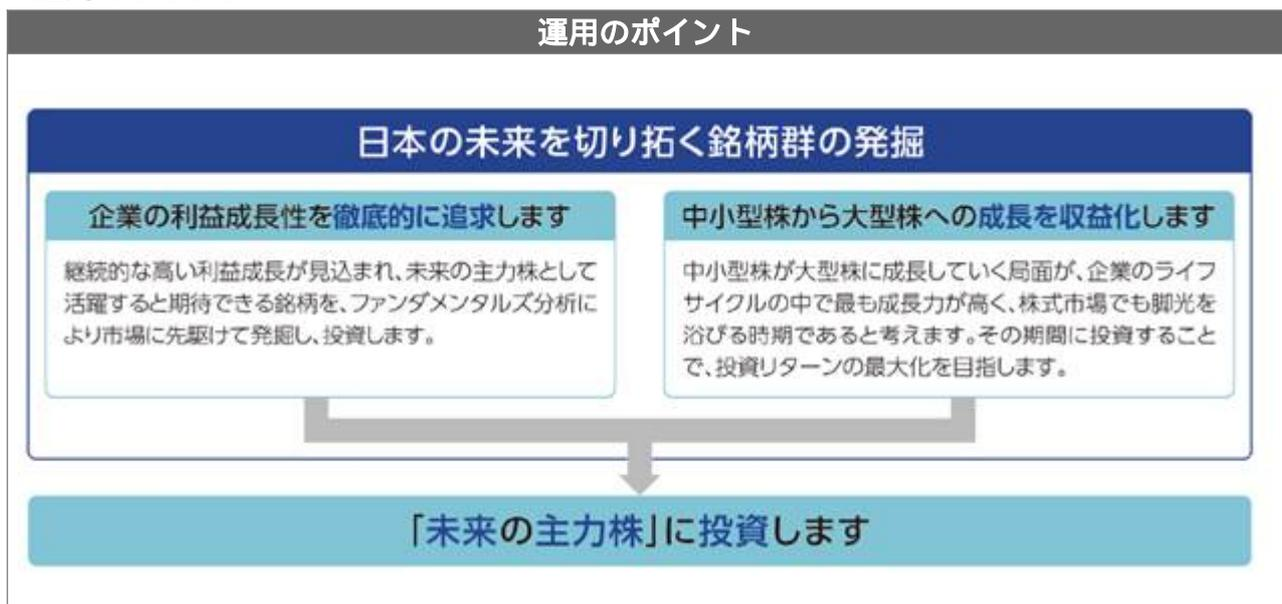 運用のポイント
日本の未来を切り拓く銘柄群の発掘
企業の利益成長性を徹底的に追求します
継続的な高い利益成長が見込まれ、未来の主力株として
活躍すると期待できる銘柄を、ファンダメンタルズ分析に
より市場に先駆けて発掘し、投資します。
中小型株から大型株への成長を収益化します
中小型株が大型株に成長していく局面が、企業のライフ
サイクルの中で最も成長力が高く、株式市場でも脚光を
浴びる時期であると考えます。その期間に投資すること
で、投資リターンの最大化を目指します。
「未来の主力株」に投資します